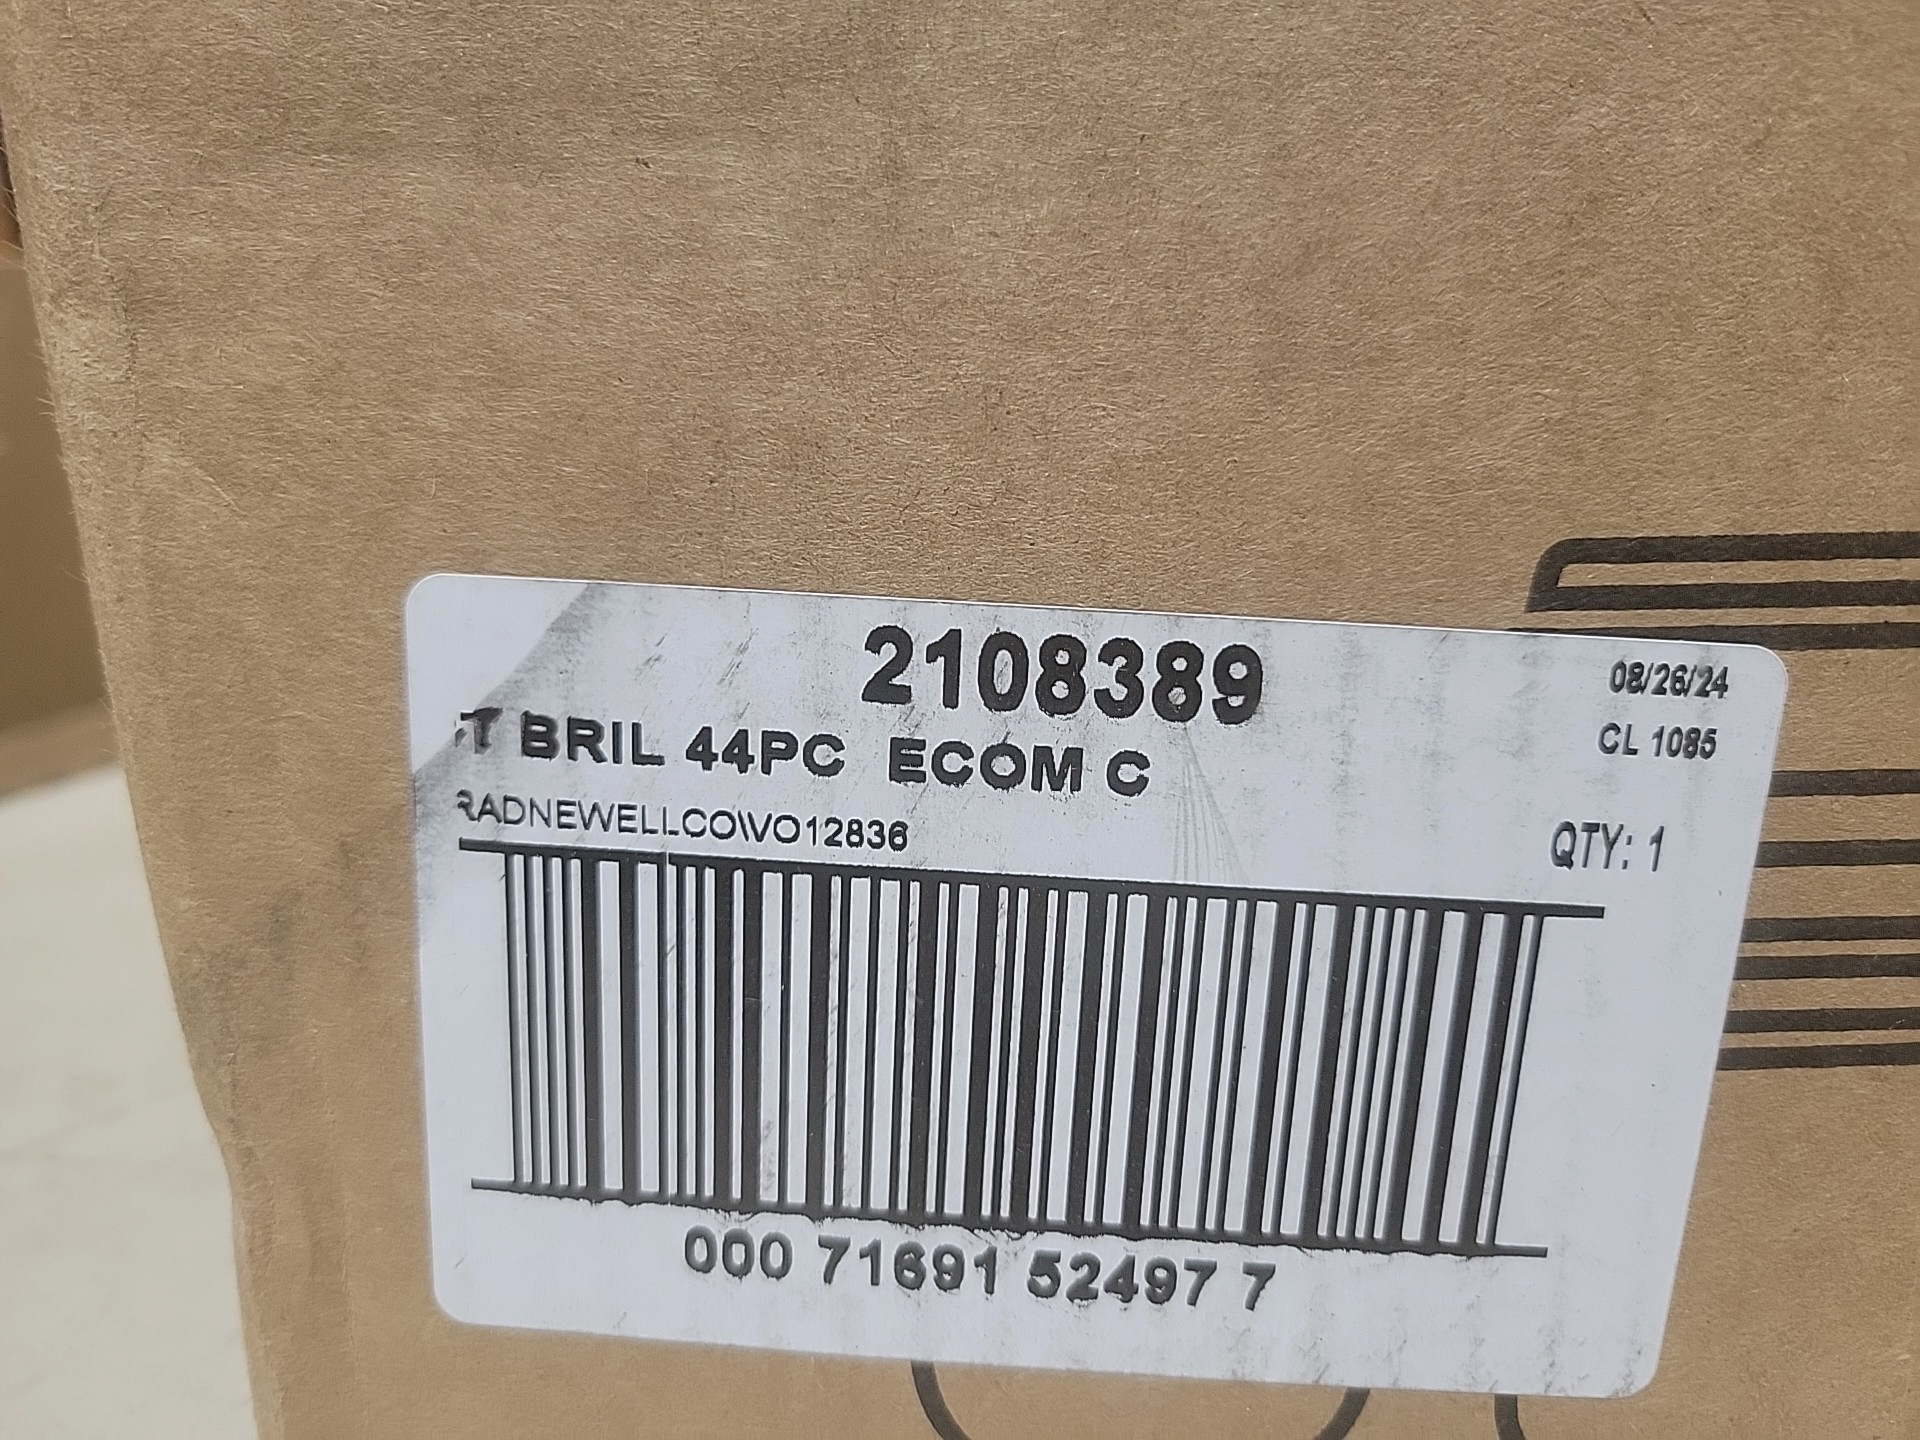 2108389
08/26/24
T BRIL 44PC ECOM C
CL 1085
RADNEWELLCO\WO12836
QTY: 1
000 71691 52497 7